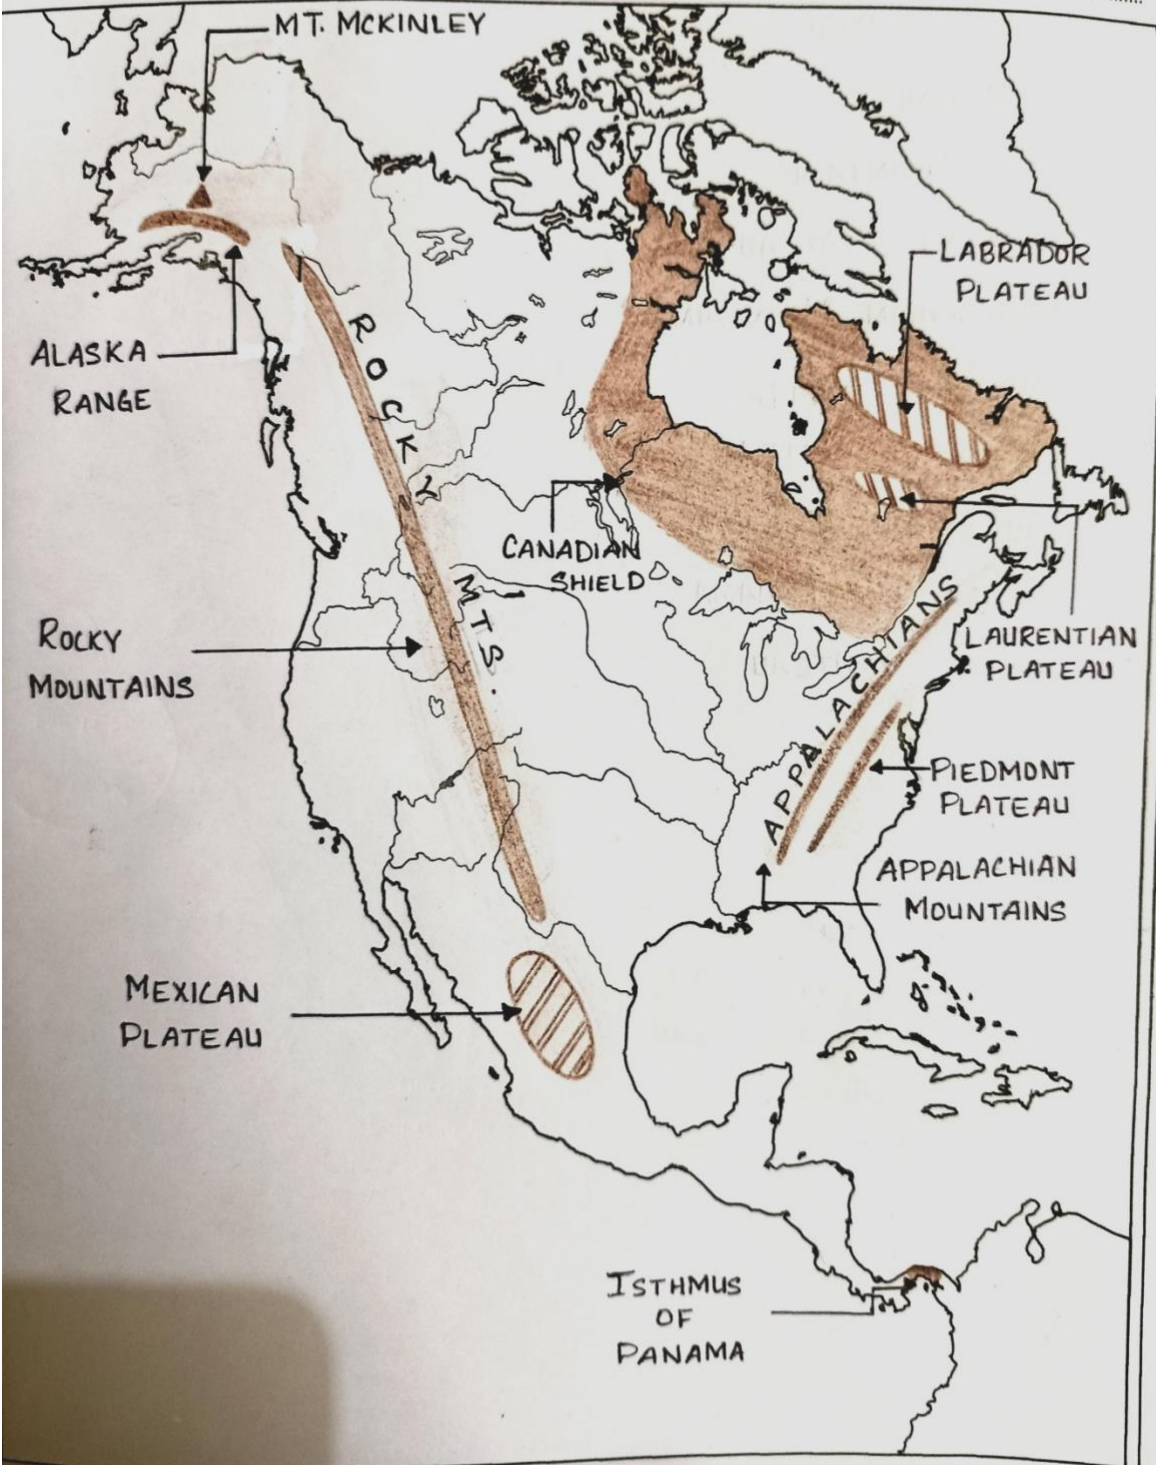 MT. MCKINLEY
LABRADOR
PLATEAU
ALASKA
RANGE
ROCKY MTS.
CANADIAN
SHIELD
APPALACHIANS
ROCKY
MOUNTAINS
LAURENTIAN
PLATEAU
PIEDMONT
PLATEAU
APPALACHIAN
MOUNTAINS
MEXICAN
PLATEAU
ISTHMUS
OF
PANAMA